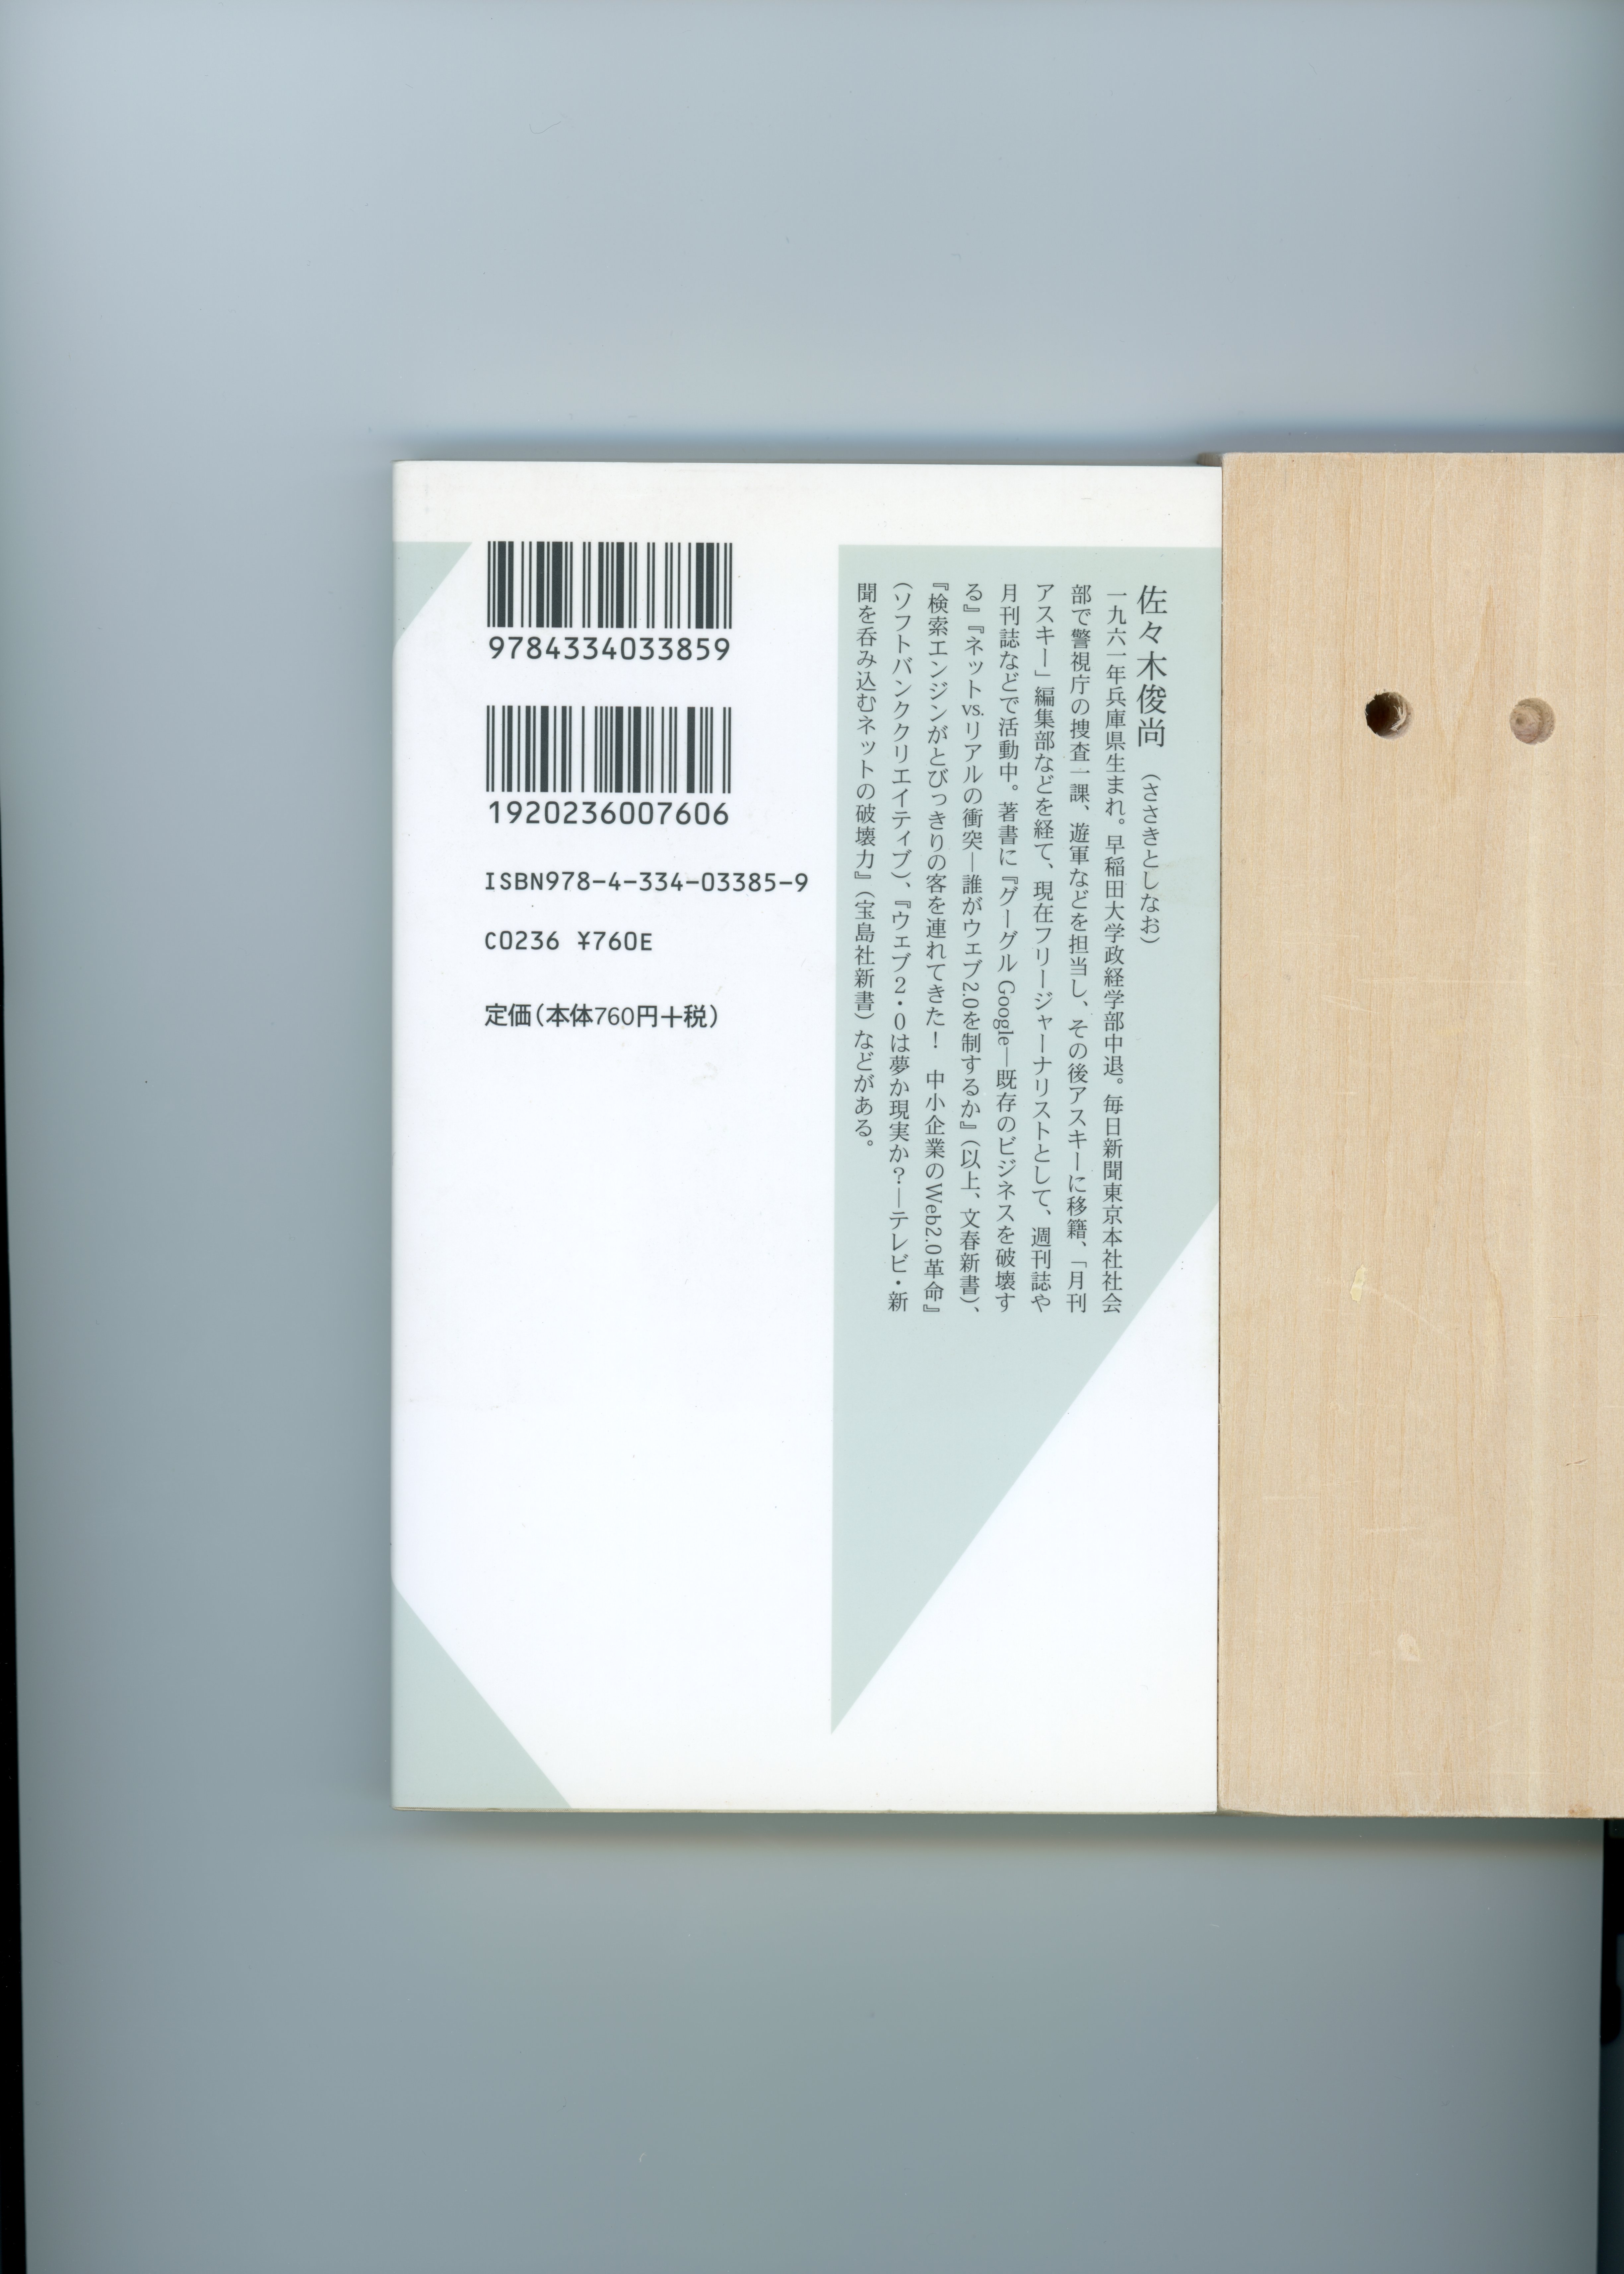 佐々木俊尚（ささきとしなお）
一九六一年兵庫県生まれ。早稲田大学政経学部中退。毎日新聞東京本社社会
部で警視庁の捜査一課、遊軍などを担当し、その後アスキーに移籍、「月刊
アスキー」編集部などを経て、現在フリージャーナリストとして、週刊誌や
月刊誌などで活動中。著書に『グーグル Google―既存のビジネスを破壊す
る』『ネットvs.リアルの衝突―誰がウェブ2.0を制するか』（以上、文春新書）、
『検索エンジンがとびっきりの客を連れてきた！　中小企業のWeb2.0革命』
（ソフトバンククリエイティブ）、『ウェブ2・0は夢か現実か？―テレビ・新
聞を呑み込むネットの破壊力』（宝島社新書）などがある。
9784334033859
1920236007606
ISBN978-4-334-03385-9
C0236 ¥760E
定価（本体760円＋税）